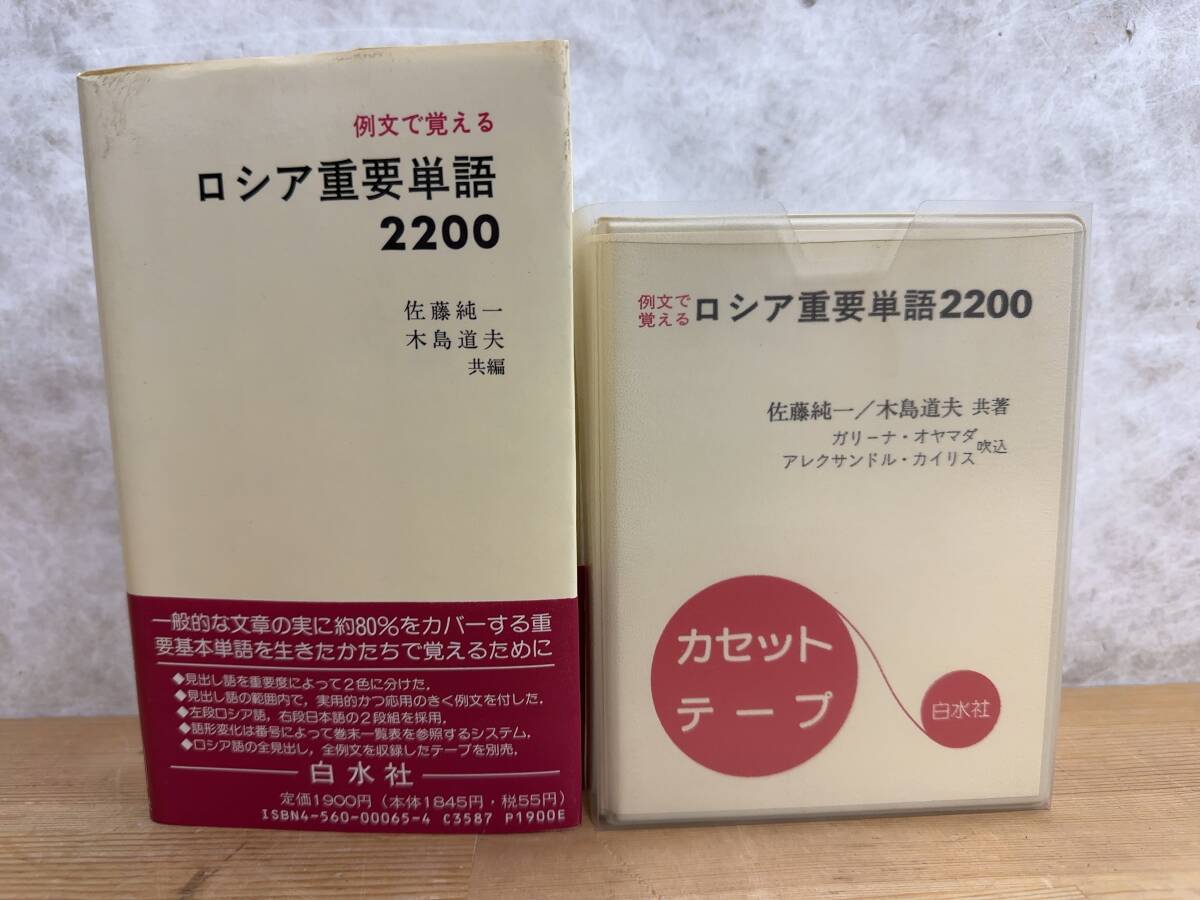 例文で覚える
ロシア重要単語
2200
佐藤純一
木島道夫
共編
一般的な文章の実に約80%をカバーする重
要基本単語を生きたかたちで覚えるために
◆見出し語を重要度によって2色に分けた.
◆見出し語の範囲内で,実用的かつ応用のきく例文を付した.
◆左段ロシア語,右段日本語の2段組を採用.
◆語形変化は番号によって巻末一覧表を参照するシステム.
◆ロシア語の全見出し,全例文を収録したテープを別売.
白水社
定価1900円(本体1845円・税55円)
ISBN4-560-00065-4 C3587 P1900E
例文で
覚える
ロシア重要単語2200
佐藤純一/木島道夫 共著
ガリーナ・オヤマダ
アレクサンドル・カイリス
吹込
カセット
テープ
白水社